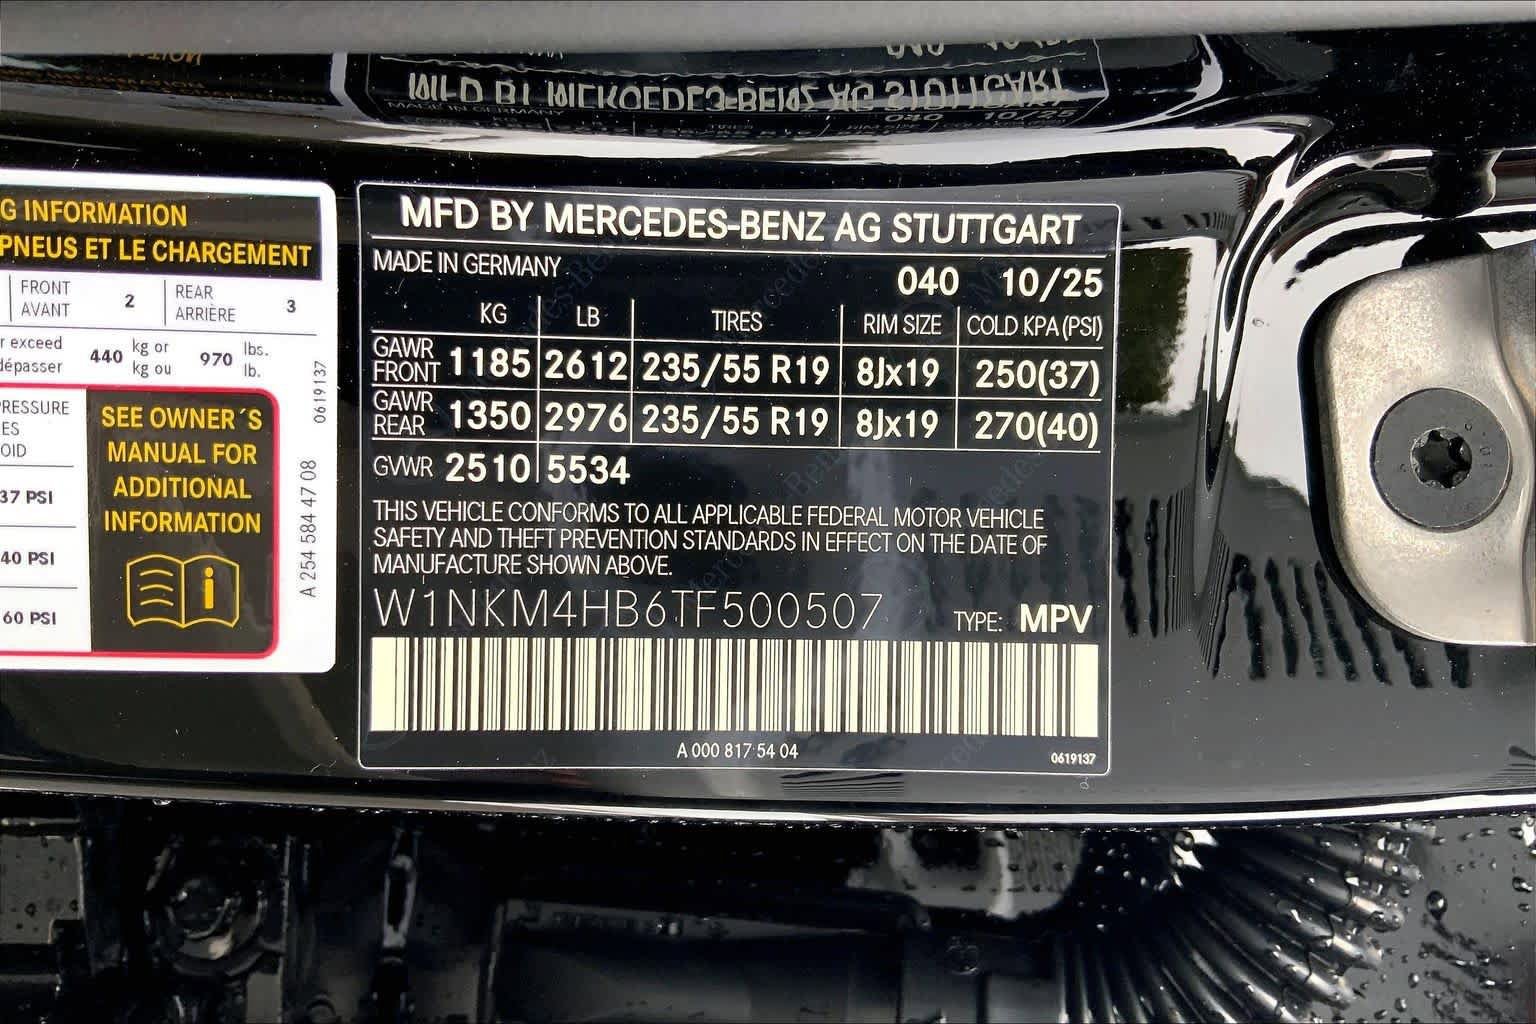 G INFORMATION
PNEUS ET LE CHARGEMENT
FRONT
AVANT
2
REAR
ARRIÈRE
3
r exceed
dépasser
440
kg or
kg ou
970
lbs.
lb.
0619137
RESSURE
ES
OID
37 PSI
40 PSI
60 PSI
SEE OWNER´S
MANUAL FOR
ADDITIONAL
INFORMATION
A 254 584 47 08
MFD BY MERCEDES-BENZ AG STUTTGART
MADE IN GERMANY
040 10/25
KG LB TIRES RIM SIZE COLD KPA(PSI)
GAWR FRONT 1185 2612 235/55 R19 8Jx19 250(37)
GAWR REAR 1350 2976 235/55 R19 8Jx19 270(40)
GVWR 2510 5534
THIS VEHICLE CONFORMS TO ALL APPLICABLE FEDERAL MOTOR VEHICLE
SAFETY AND THEFT PREVENTION STANDARDS IN EFFECT ON THE DATE OF
MANUFACTURE SHOWN ABOVE.
W1NKM4HB6TF500507 TYPE: MPV
A 000 817 54 04
0619137